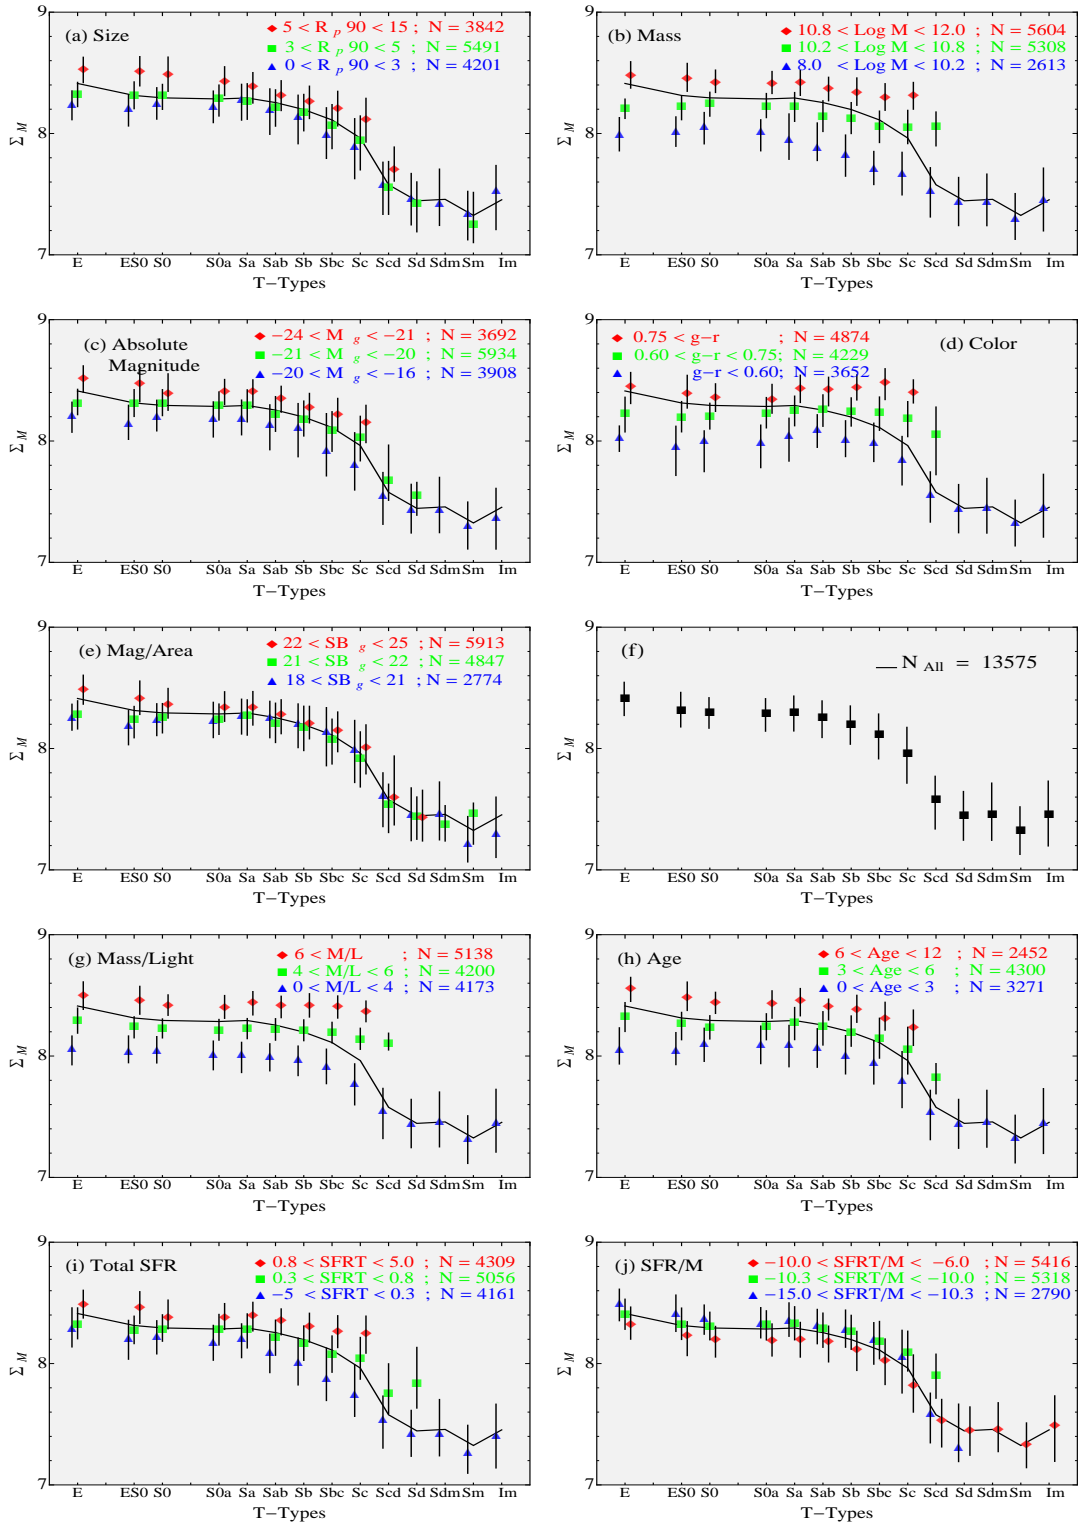 (a) Size
5 < R p 90 < 15 ; N = 3842
3 < R p 90 < 5 ; N = 5491
0 < R p 90 < 3 ; N = 4201
9
8
7
Σ M
E ES0 S0 S0a Sa Sab Sb Sbc Sc Scd Sd Sdm Sm Im
T−Types
(b) Mass
10.8 < Log M < 12.0 ; N = 5604
10.2 < Log M < 10.8 ; N = 5308
8.0 < Log M < 10.2 ; N = 2613
9
8
7
Σ M
E ES0 S0 S0a Sa Sab Sb Sbc Sc Scd Sd Sdm Sm Im
T−Types
(c) Absolute
Magnitude
−24 < M g < −21 ; N = 3692
−21 < M g < −20 ; N = 5934
−20 < M g < −16 ; N = 3908
9
8
7
Σ M
E ES0 S0 S0a Sa Sab Sb Sbc Sc Scd Sd Sdm Sm Im
T−Types
(d) Color
0.75 < g−r ; N = 4874
0.60 < g−r < 0.75; N = 4229
g−r < 0.60; N = 3652
9
8
7
Σ M
E ES0 S0 S0a Sa Sab Sb Sbc Sc Scd Sd Sdm Sm Im
T−Types
(e) Mag/Area
22 < SB g < 25 ; N = 5913
21 < SB g < 22 ; N = 4847
18 < SB g < 21 ; N = 2774
9
8
7
Σ M
E ES0 S0 S0a Sa Sab Sb Sbc Sc Scd Sd Sdm Sm Im
T−Types
(f)
N All = 13575
9
8
7
Σ M
E ES0 S0 S0a Sa Sab Sb Sbc Sc Scd Sd Sdm Sm Im
T−Types
(g) Mass/Light
6 < M/L ; N = 5138
4 < M/L < 6 ; N = 4200
0 < M/L < 4 ; N = 4173
9
8
7
Σ M
E ES0 S0 S0a Sa Sab Sb Sbc Sc Scd Sd Sdm Sm Im
T−Types
(h) Age
6 < Age < 12 ; N = 2452
3 < Age < 6 ; N = 4300
0 < Age < 3 ; N = 3271
9
8
7
Σ M
E ES0 S0 S0a Sa Sab Sb Sbc Sc Scd Sd Sdm Sm Im
T−Types
(i) Total SFR
0.8 < SFRT < 5.0 ; N = 4309
0.3 < SFRT < 0.8 ; N = 5056
−5 < SFRT < 0.3 ; N = 4161
9
8
7
Σ M
E ES0 S0 S0a Sa Sab Sb Sbc Sc Scd Sd Sdm Sm Im
T−Types
(j) SFR/M
−10.0 < SFRT/M < −6.0 ; N = 5416
−10.3 < SFRT/M < −10.0 ; N = 5318
−15.0 < SFRT/M < −10.3 ; N = 2790
9
8
7
Σ M
E ES0 S0 S0a Sa Sab Sb Sbc Sc Scd Sd Sdm Sm Im
T−Types